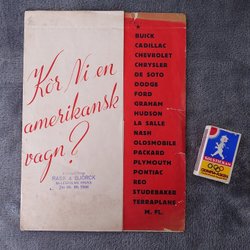 Kör Ni en
amerikansk
vagn?
BUICK
CADILLAC
CHEVROLET
CHRYSLER
DE SOTO
DODGE
FORD
GRAHAM
HUDSON
LA SALLE
NASH
OLDSMOBILE
PACKARD
PLYMOUTH
PONTIAC
REO
STUDEBAKER
TERRAPLANE
M. FL.
RASK & BJÖRCK